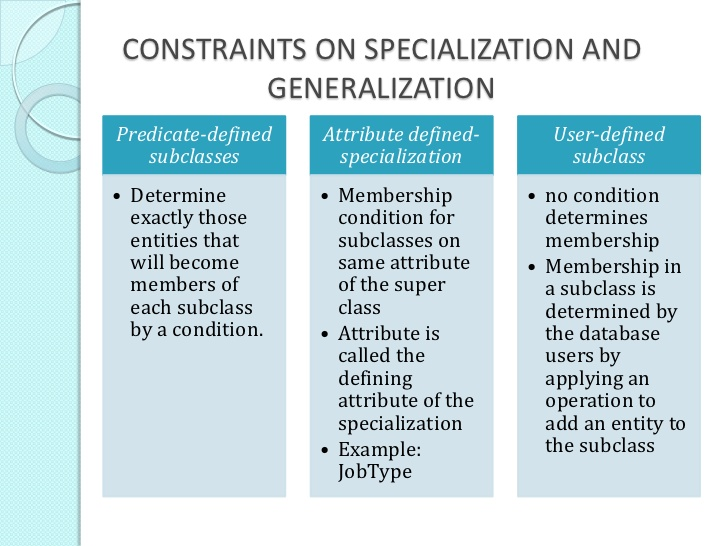 CONSTRAINTS ON SPECIALIZATION AND
GENERALIZATION
Predicate-defined
subclasses
• Determine
exactly those
entities that
will become
members of
each subclass
by a condition.
Attribute defined-
specialization
• Membership
condition for
subclasses on
same attribute
of the super
class
• Attribute is
called the
defining
attribute of the
specialization
• Example:
JobType
User-defined
subclass
• no condition
determines
membership
• Membership in
a subclass is
determined by
the database
users by
applying an
operation to
add an entity to
the subclass